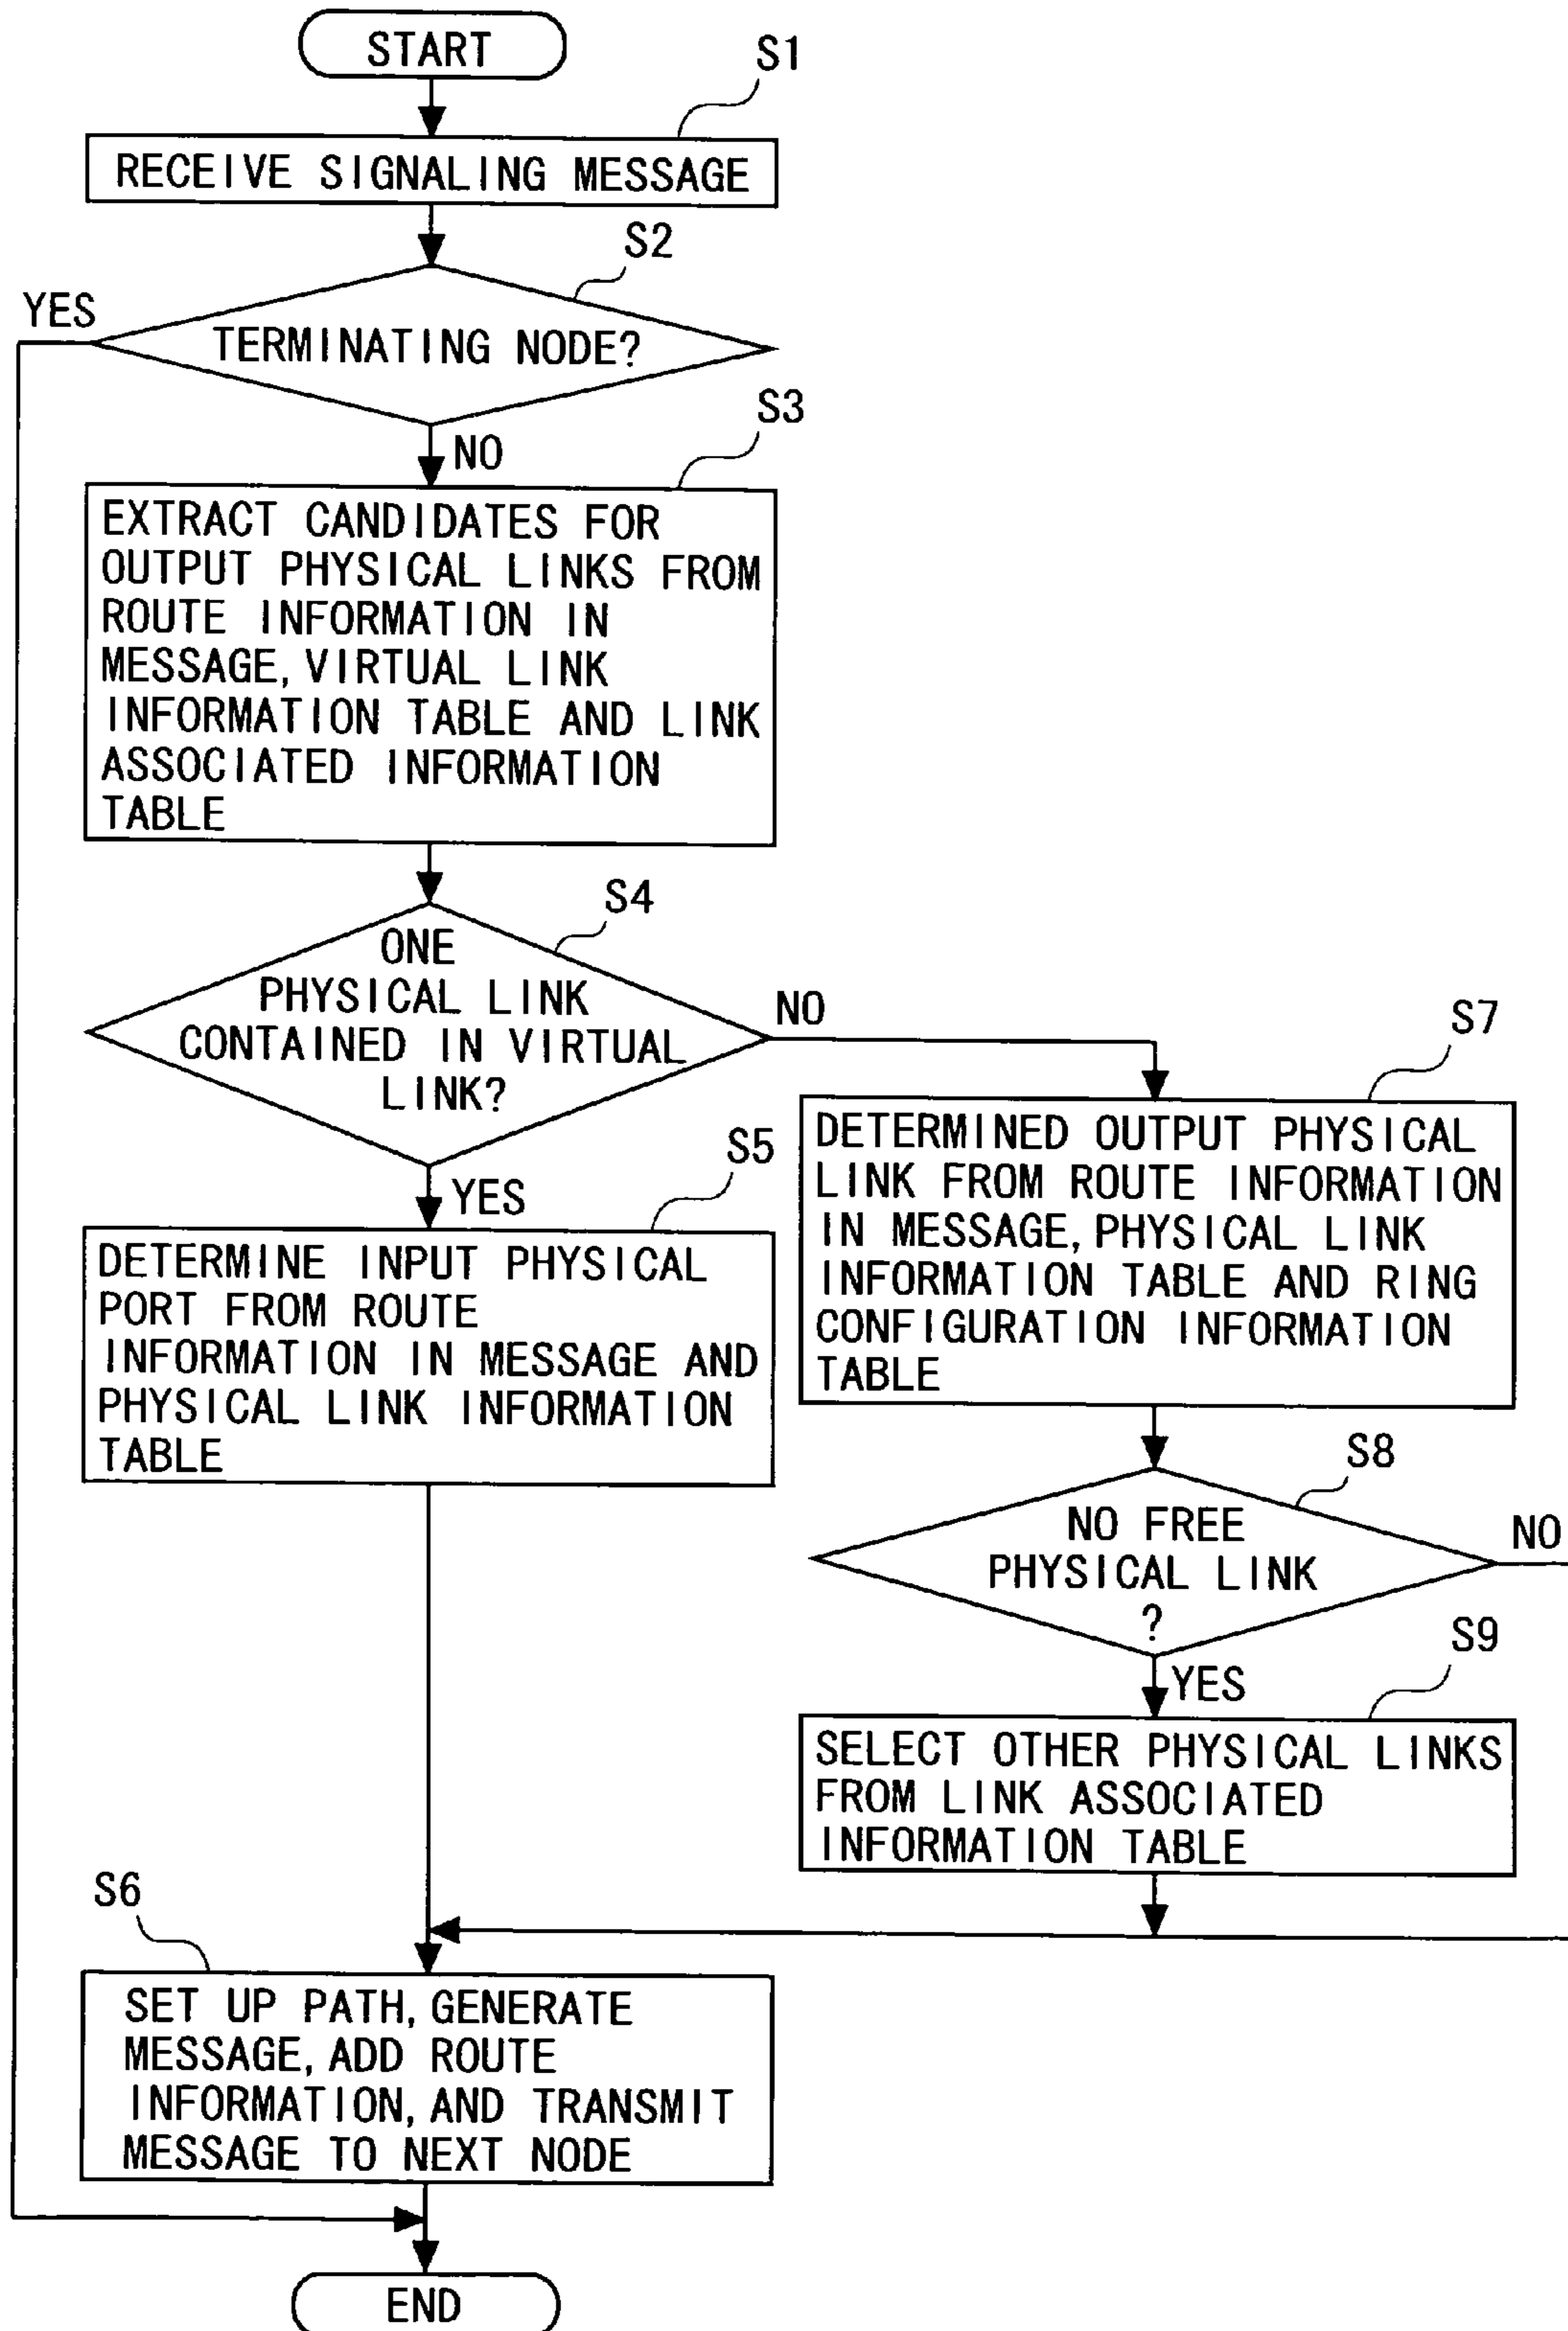 START
S1
RECEIVE SIGNALING MESSAGE
S2
YES
TERMINATING NODE?
S3
NO
EXTRACT CANDIDATES FOR
OUTPUT PHYSICAL LINKS FROM
ROUTE INFORMATION IN
MESSAGE, VIRTUAL LINK
INFORMATION TABLE AND LINK
ASSOCIATED INFORMATION
TABLE
S4
ONE
PHYSICAL LINK
CONTAINED IN VIRTUAL
LINK?
NO
YES
S5
DETERMINE INPUT PHYSICAL
PORT FROM ROUTE
INFORMATION IN MESSAGE AND
PHYSICAL LINK INFORMATION
TABLE
S7
DETERMINED OUTPUT PHYSICAL
LINK FROM ROUTE INFORMATION
IN MESSAGE, PHYSICAL LINK
INFORMATION TABLE AND RING
CONFIGURATION INFORMATION
TABLE
S8
NO FREE
PHYSICAL LINK
?
NO
YES
S9
SELECT OTHER PHYSICAL LINKS
FROM LINK ASSOCIATED
INFORMATION TABLE
S6
SET UP PATH, GENERATE
MESSAGE, ADD ROUTE
INFORMATION, AND TRANSMIT
MESSAGE TO NEXT NODE
END